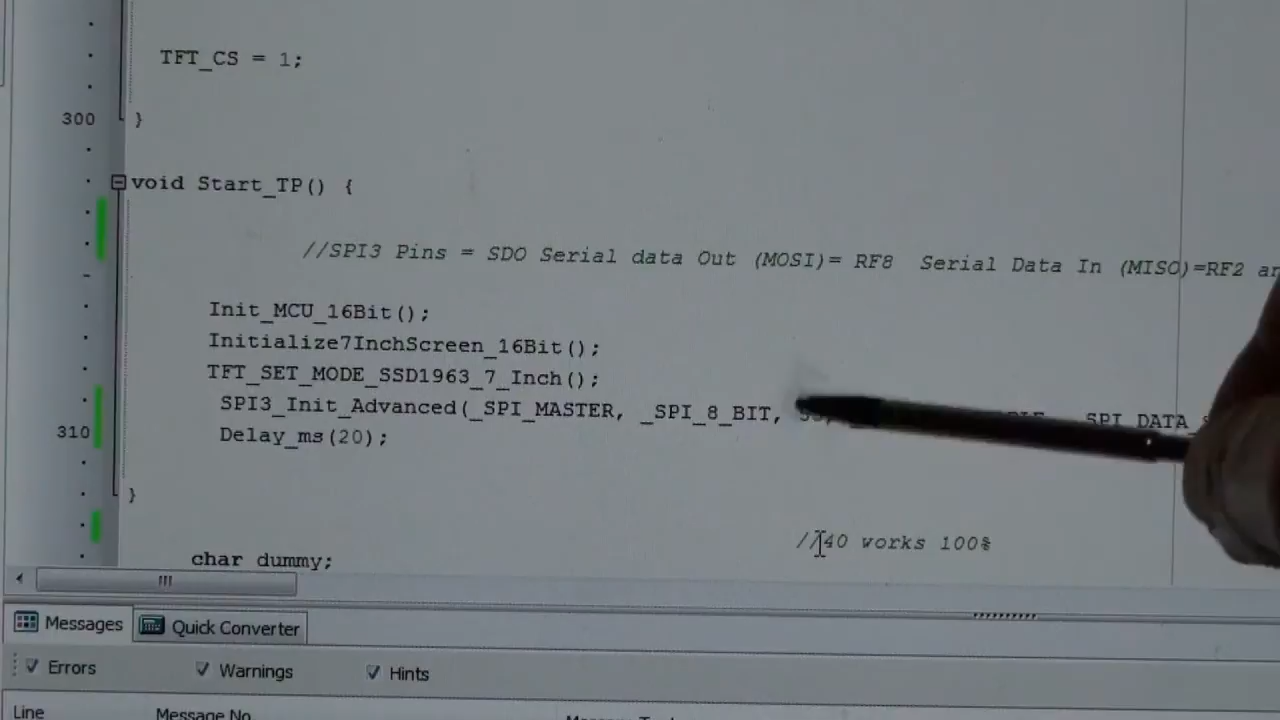 TFT_CS = 1;
300 }
void Start_TP() {
//SPI3 Pins = SDO Serial data Out (MOSI)= RF8 Serial Data In (MISO)=RF2
Init_MCU_16Bit();
Initialize7InchScreen_16Bit();
TFT_SET_MODE_SSD1963_7_Inch();
SPI3_Init_Advanced(_SPI_MASTER, _SPI_8_BIT,
310 Delay_ms(20);
}
//40 works 100%
char dummy;
Messages Quick Converter
Errors Warnings Hints
Line Message No.